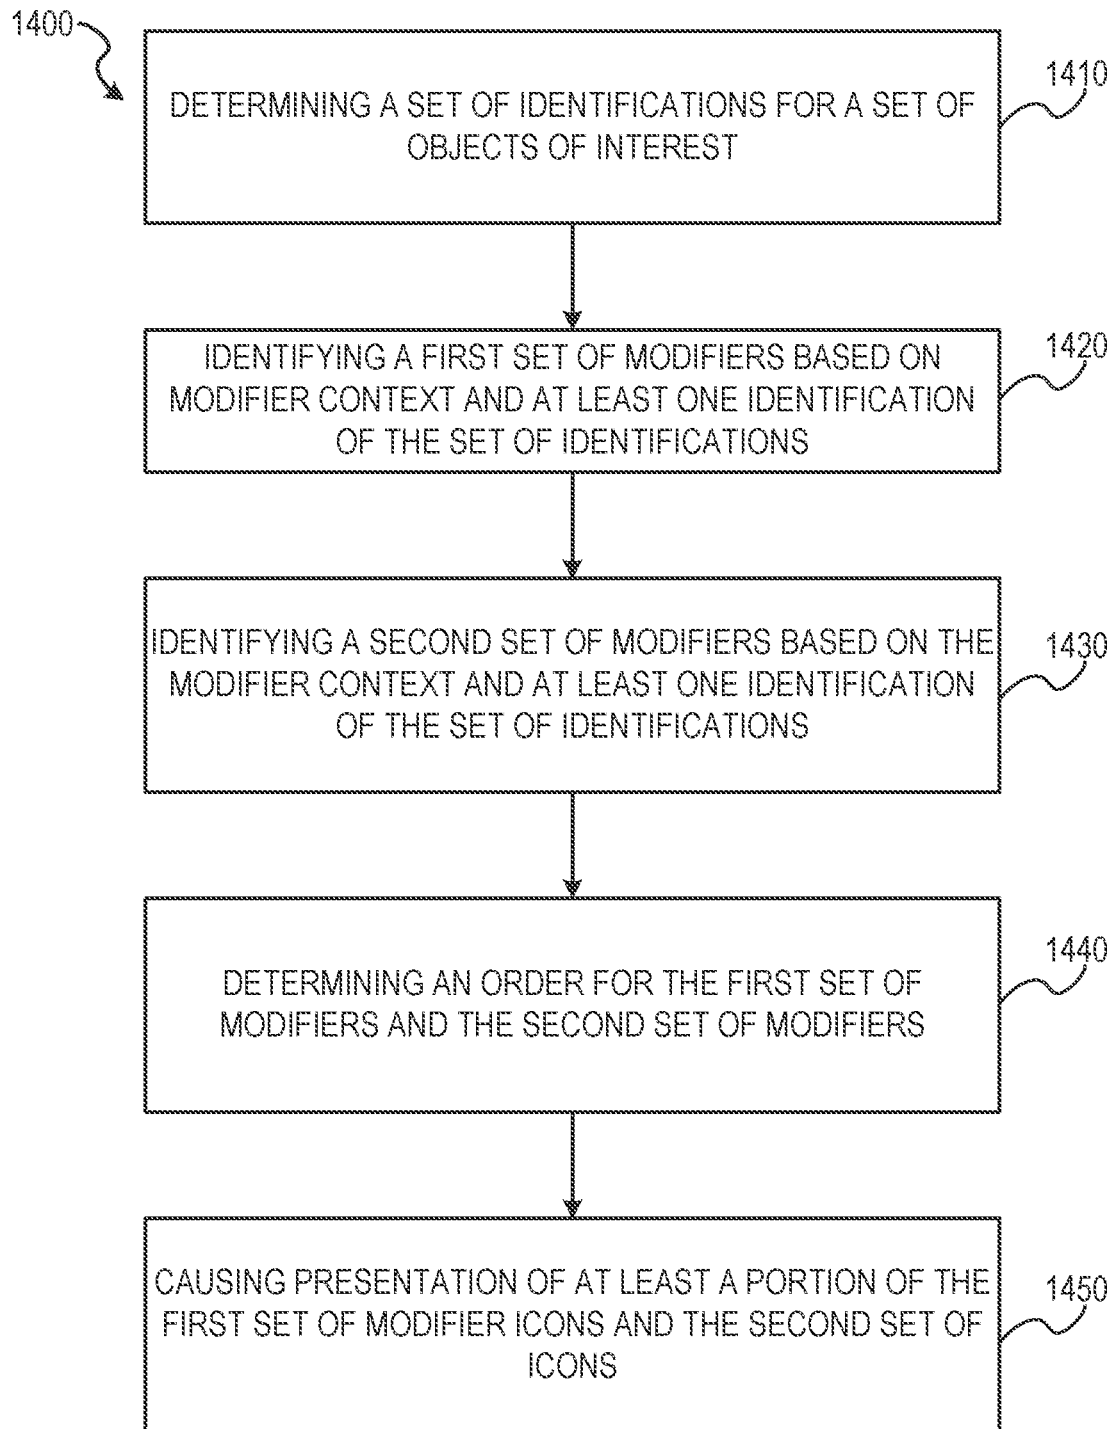 1400
1410
DETERMINING A SET OF IDENTIFICATIONS FOR A SET OF
OBJECTS OF INTEREST
1420
IDENTIFYING A FIRST SET OF MODIFIERS BASED ON
MODIFIER CONTEXT AND AT LEAST ONE IDENTIFICATION
OF THE SET OF IDENTIFICATIONS
1430
IDENTIFYING A SECOND SET OF MODIFIERS BASED ON THE
MODIFIER CONTEXT AND AT LEAST ONE IDENTIFICATION
OF THE SET OF IDENTIFICATIONS
1440
DETERMINING AN ORDER FOR THE FIRST SET OF
MODIFIERS AND THE SECOND SET OF MODIFIERS
1450
CAUSING PRESENTATION OF AT LEAST A PORTION OF THE
FIRST SET OF MODIFIER ICONS AND THE SECOND SET OF
ICONS